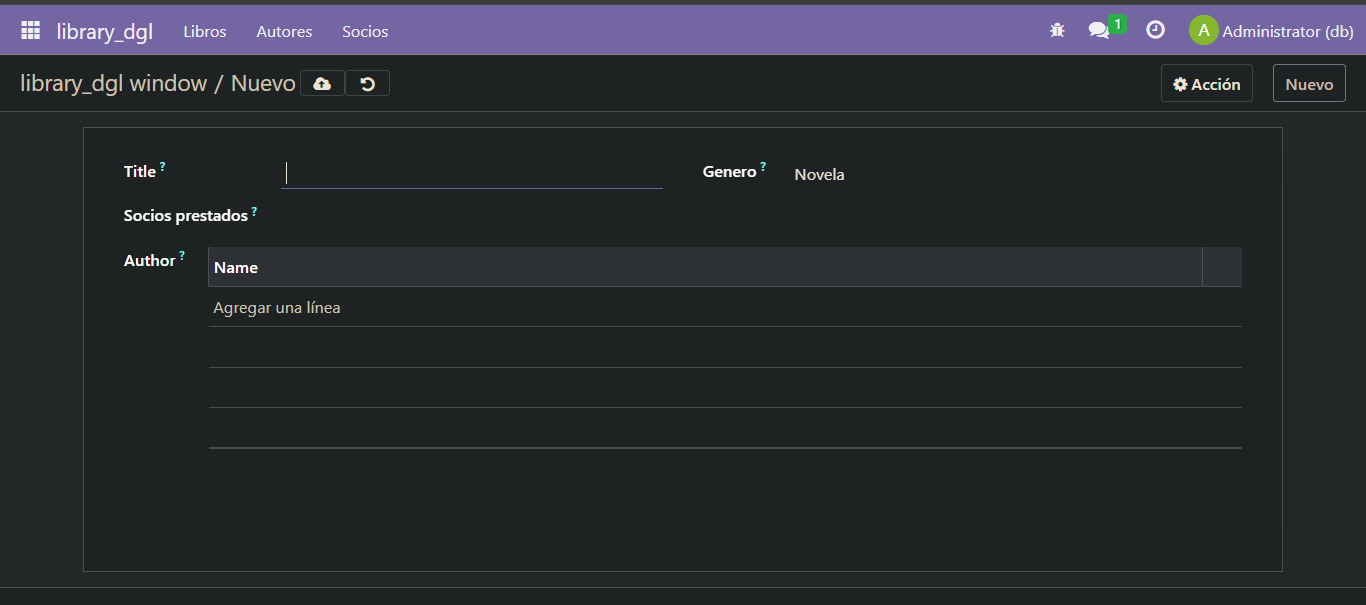 library_dgl Libros Autores Socios 1 A Administrator (db)
library_dgl window / Nuevo Acción Nuevo
Title ? Genero ? Novela
Socios prestados ?
Author ? Name
Agregar una línea